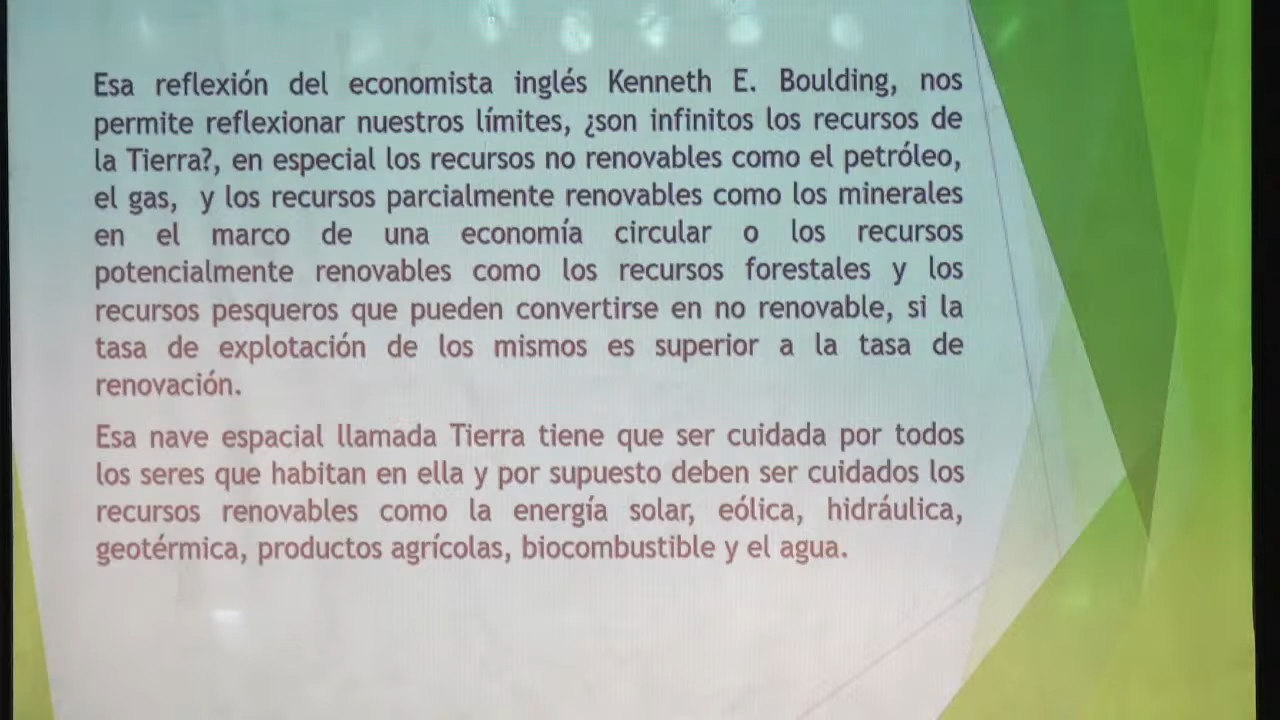 Esa reflexión del economista inglés Kenneth E. Boulding, nos
permite reflexionar nuestros límites, ¿son infinitos los recursos de
la Tierra?, en especial los recursos no renovables como el petróleo,
el gas, y los recursos parcialmente renovables como los minerales
en el marco de una economía circular o los recursos
potencialmente renovables como los recursos forestales y los
recursos pesqueros que pueden convertirse en no renovable, si la
tasa de explotación de los mismos es superior a la tasa de
renovación.
Esa nave espacial llamada Tierra tiene que ser cuidada por todos
los seres que habitan en ella y por supuesto deben ser cuidados los
recursos renovables como la energía solar, eólica, hidráulica,
geotérmica, productos agrícolas, biocombustible y el agua.